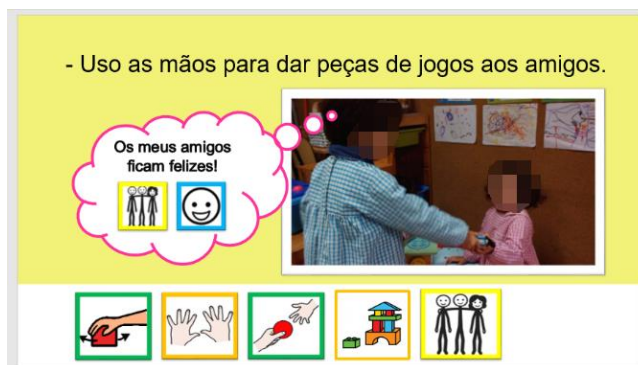 - Uso as mãos para dar peças de jogos aos amigos.
Os meus amigos
ficam felizes!